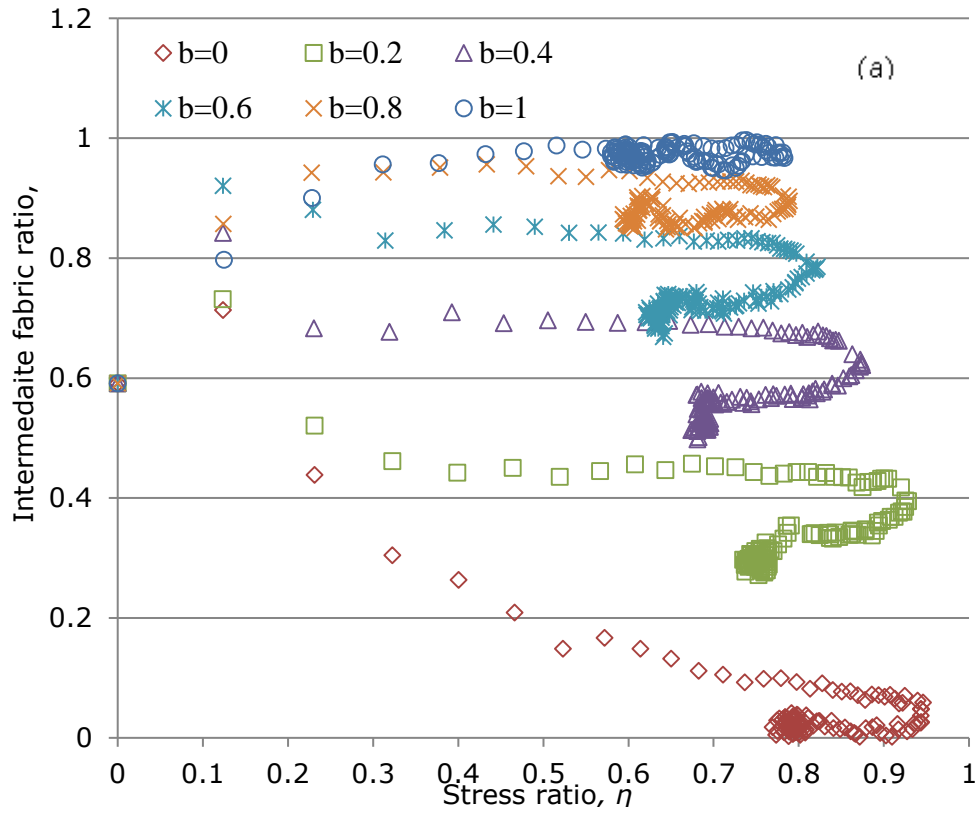 1.2
b=0 b=0.2 b=0.4
(a)
b=0.6 b=0.8 b=1
1
0.8
0.6
0.4
0.2
0
Intermedaite fabric ratio,
0 0.1 0.2 0.3 0.4 0.5 0.6 0.7 0.8 0.9 1
Stress ratio, η